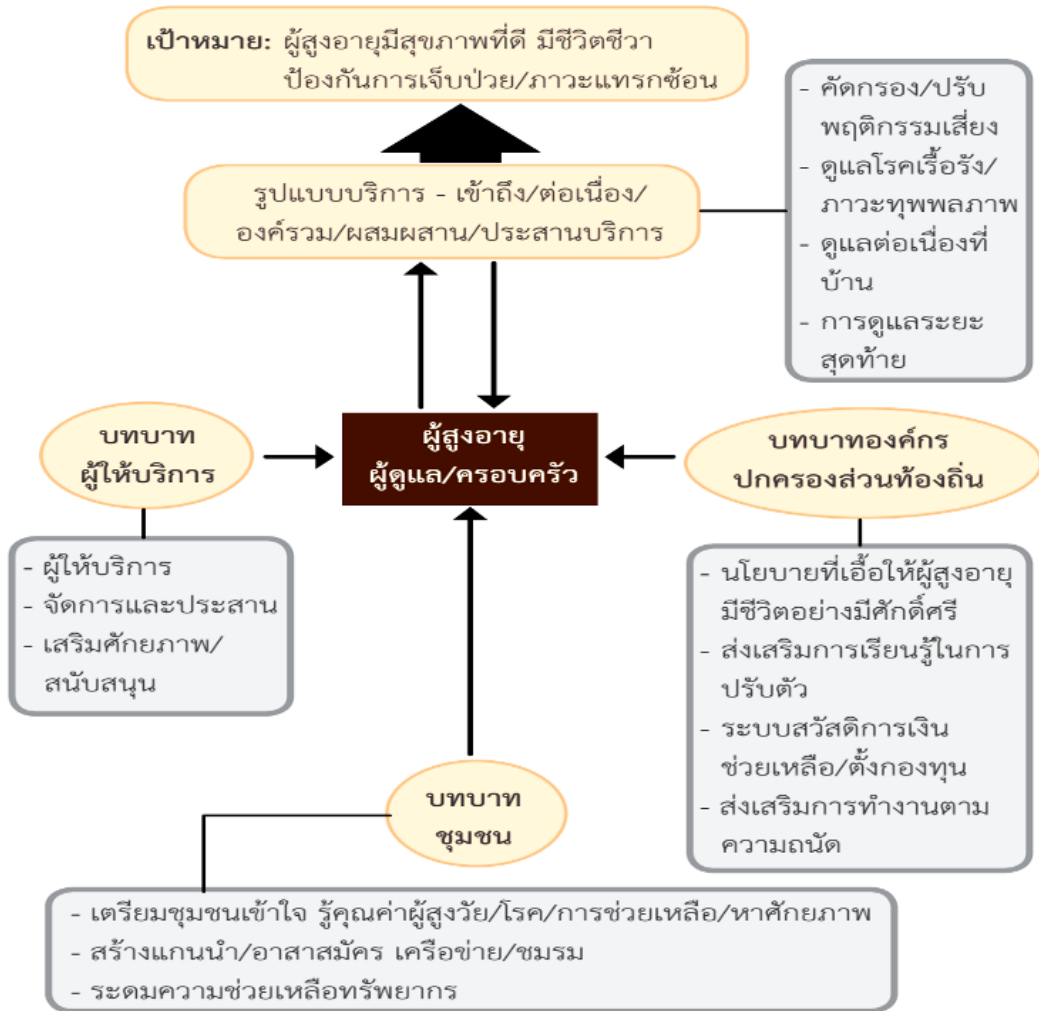 เป้าหมาย: ผู้สูงอายุมีสุขภาพที่ดี มีชีวิตชีวา
ป้องกันการเจ็บป่วย/ภาวะแทรกซ้อน
- คัดกรอง/ปรับ
พฤติกรรมเสี่ยง
- ดูแลโรคเรื้อรัง/
ภาวะทุพพลภาพ
- ดูแลต่อเนื่องที่
บ้าน
- การดูแลระยะ
สุดท้าย
รูปแบบบริการ - เข้าถึง/ต่อเนื่อง/
องค์รวม/ผสมผสาน/ประสานบริการ
บทบาท
ผู้ให้บริการ
ผู้สูงอายุ
ผู้ดูแล/ครอบครัว
บทบาทองค์กร
ปกครองส่วนท้องถิ่น
- ผู้ให้บริการ
- จัดการและประสาน
- เสริมศักยภาพ/
สนับสนุน
- นโยบายที่เอื้อให้ผู้สูงอายุ
มีชีวิตอย่างมีศักดิ์ศรี
- ส่งเสริมการเรียนรู้ในการ
ปรับตัว
- ระบบสวัสดิการเงิน
ช่วยเหลือ/ตั้งกองทุน
- ส่งเสริมการทำงานตาม
ความถนัด
บทบาท
ชุมชน
- เตรียมชุมชนเข้าใจ รู้คุณค่าผู้สูงวัย/โรค/การช่วยเหลือ/หาศักยภาพ
- สร้างแกนนำ/อาสาสมัคร เครือข่าย/ชมรม
- ระดมความช่วยเหลือทรัพยากร